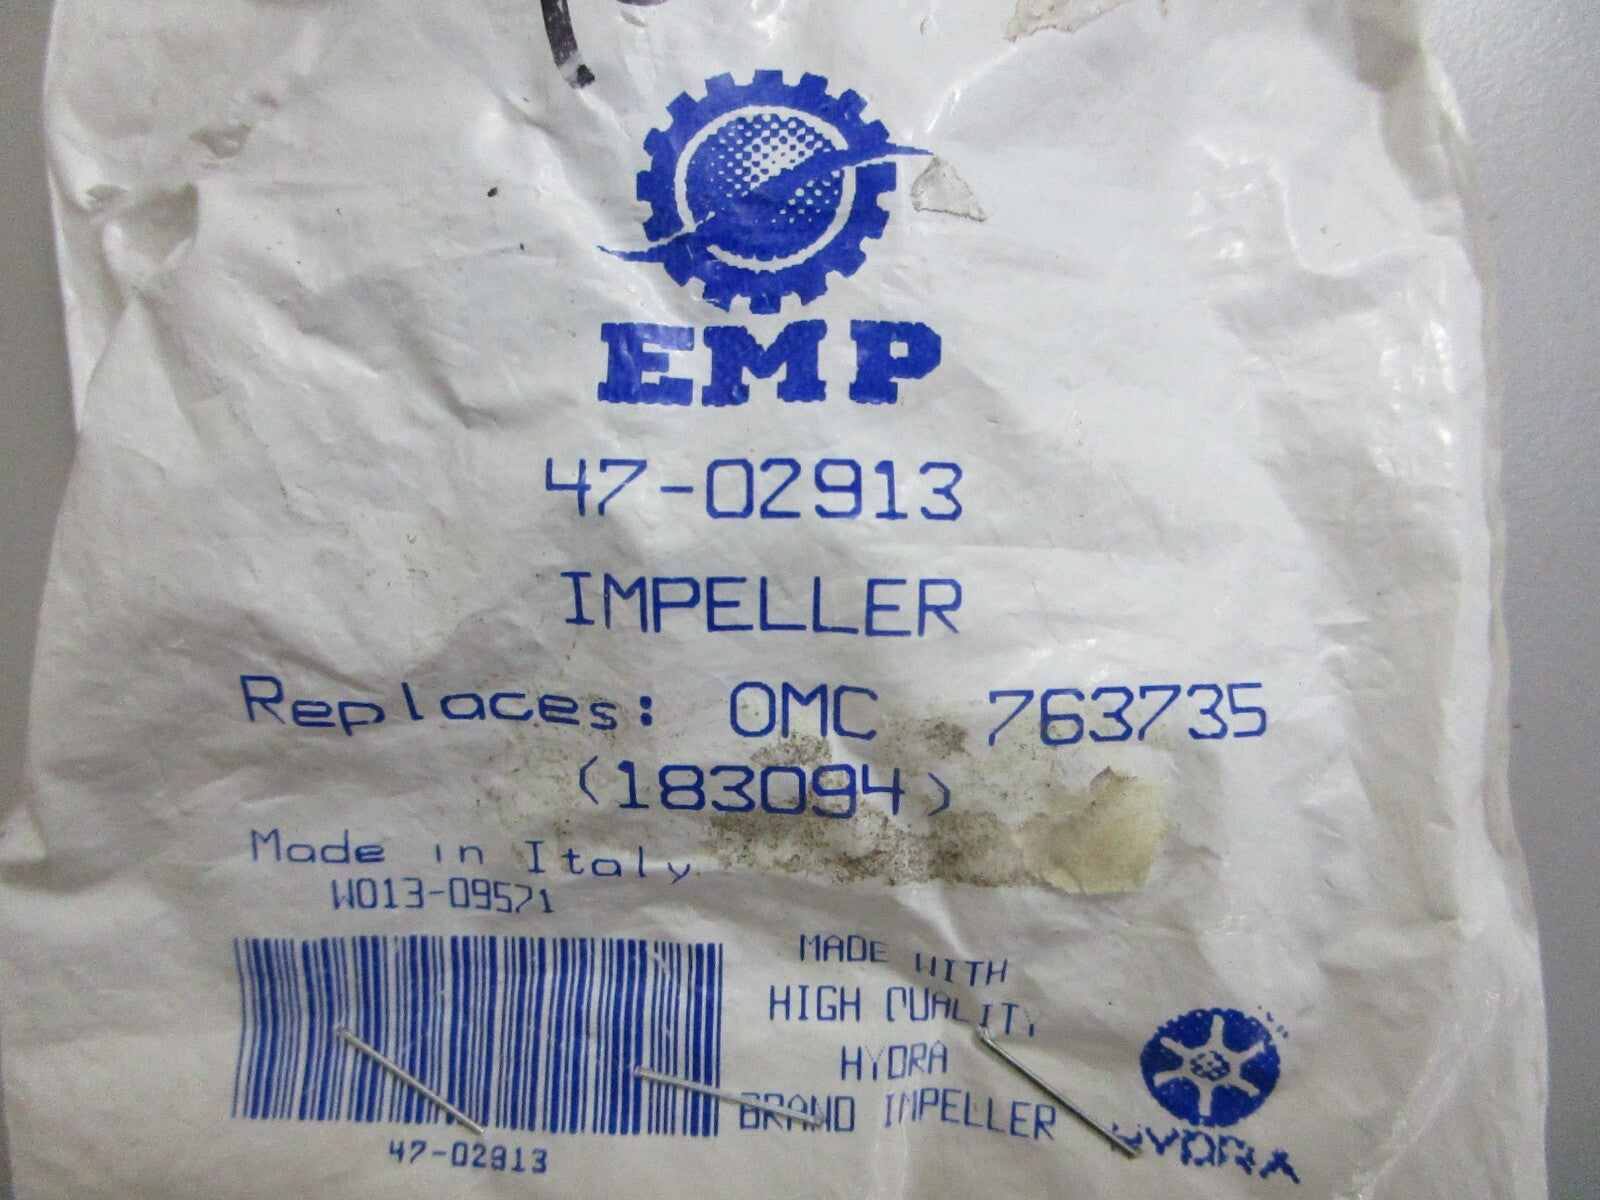 EMP
47-02913
IMPELLER
Replaces: OMC 763735
(183094)
Made in Italy
W013-09571
47-02913
MADE WITH
HIGH QUALITY
HYDRA
BRAND IMPELLER
HYDRA